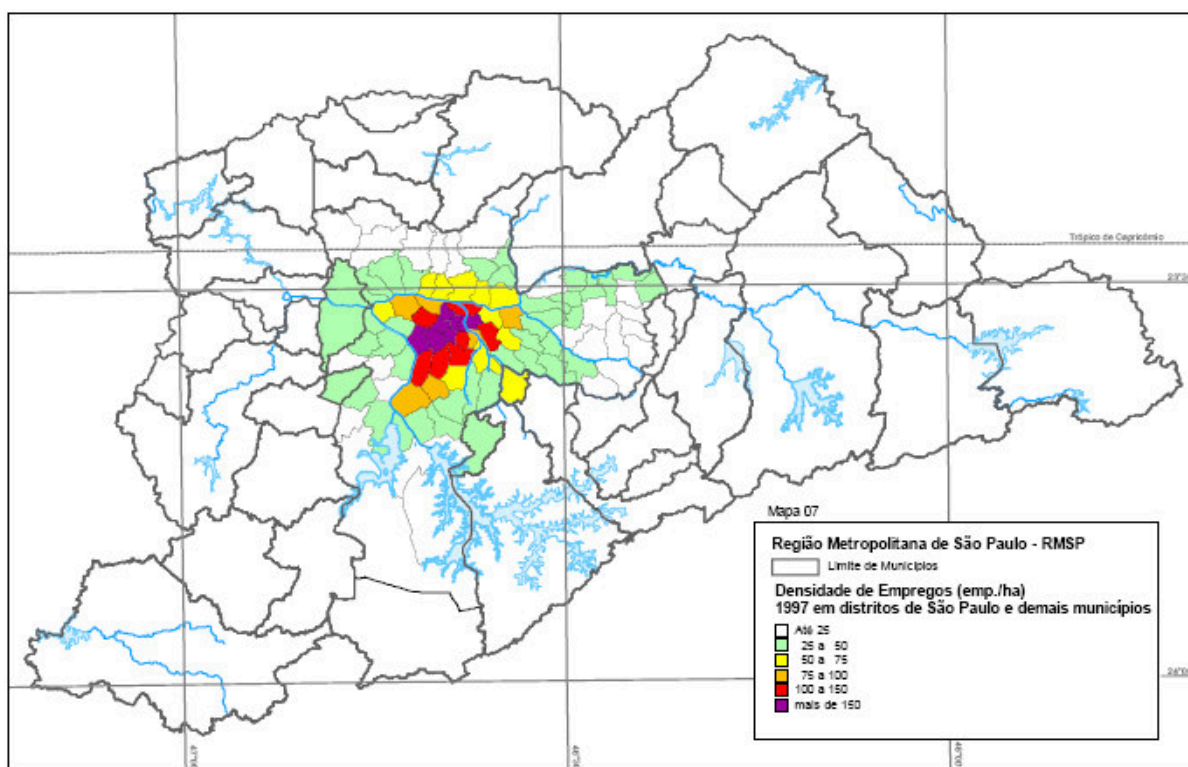 Trópico de Capricórnio
Mapa 07
Região Metropolitana de São Paulo - RMSP
Limite de Municípios
Densidade de Empregos (emp./ha)
1997 em distritos de São Paulo e demais municípios
Até 25
25 a 50
50 a 75
75 a 100
100 a 150
mais de 150